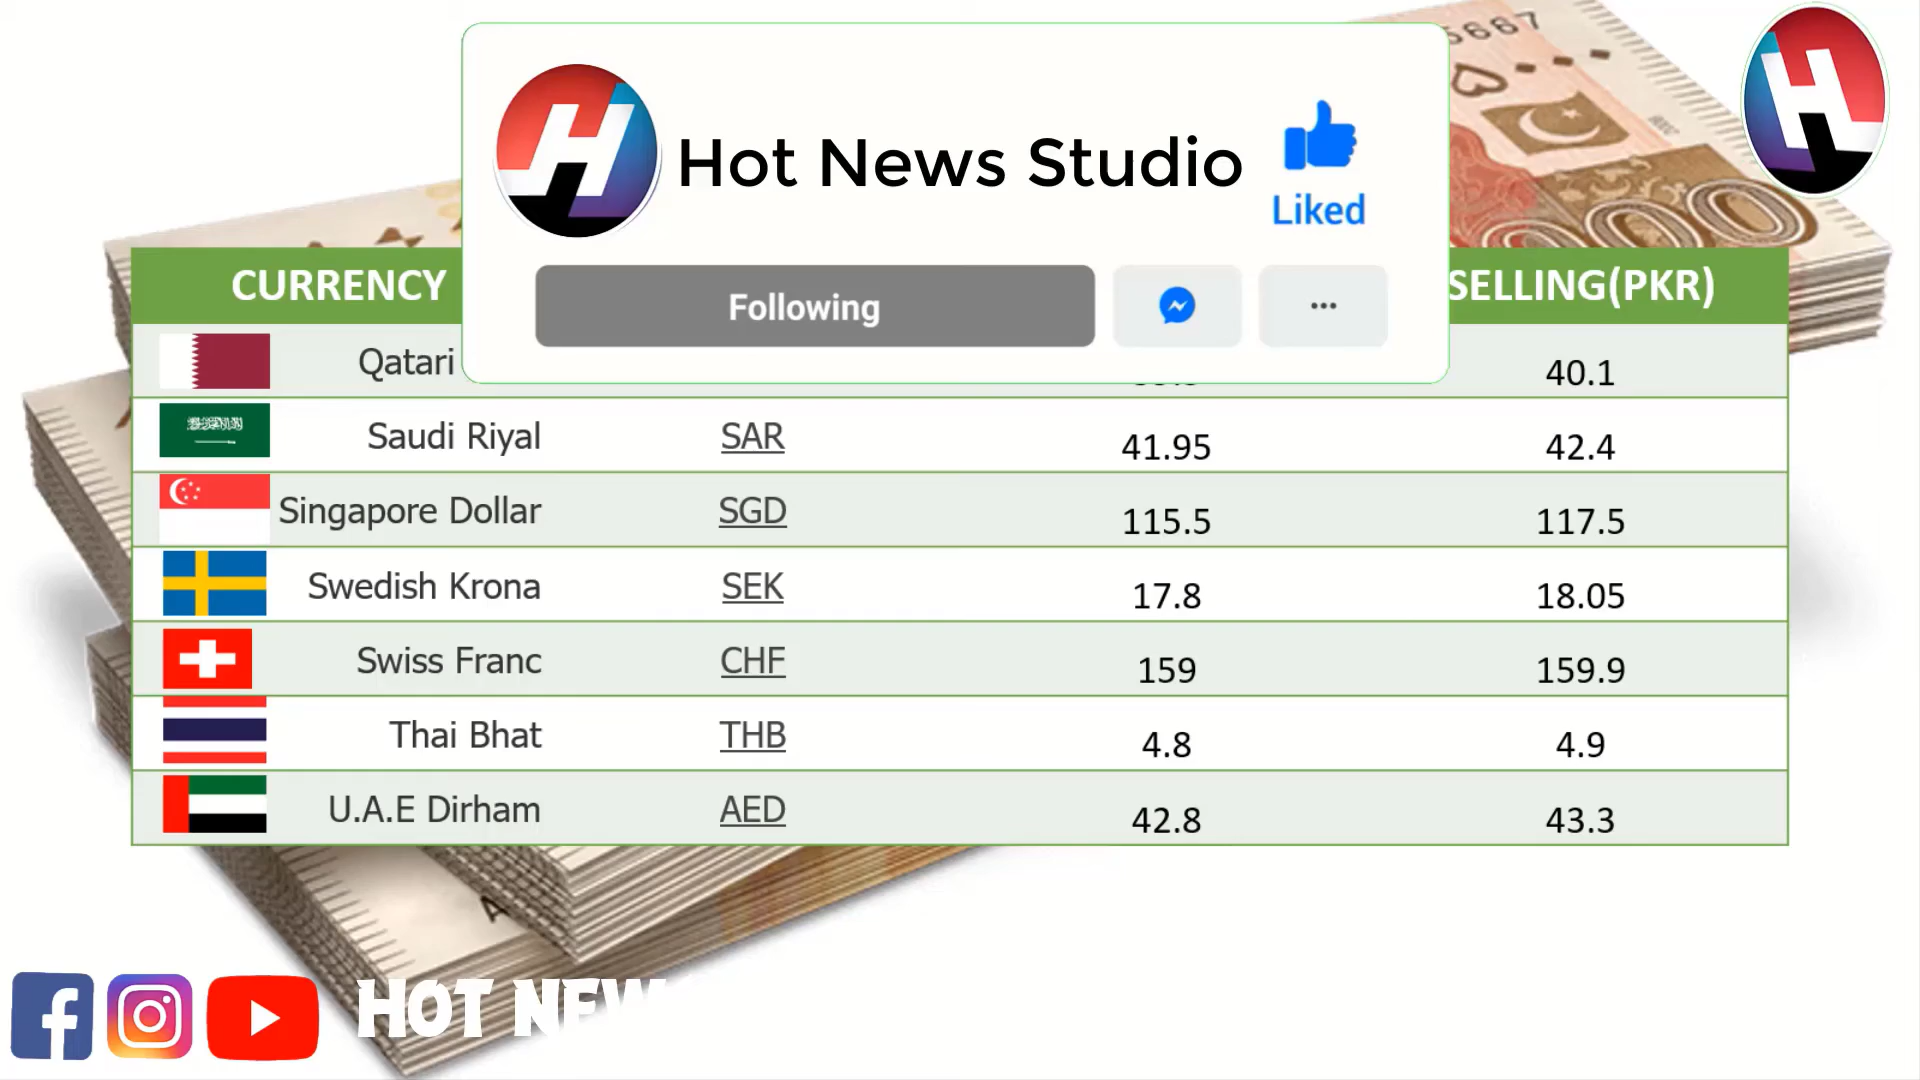 Hot News Studio
Liked
Following
CURRENCY
SELLING(PKR)
Qatari
40.1
Saudi Riyal SAR 41.95 42.4
Singapore Dollar SGD 115.5 117.5
Swedish Krona SEK 17.8 18.05
Swiss Franc CHF 159 159.9
Thai Bhat THB 4.8 4.9
U.A.E Dirham AED 42.8 43.3
HOT NEW